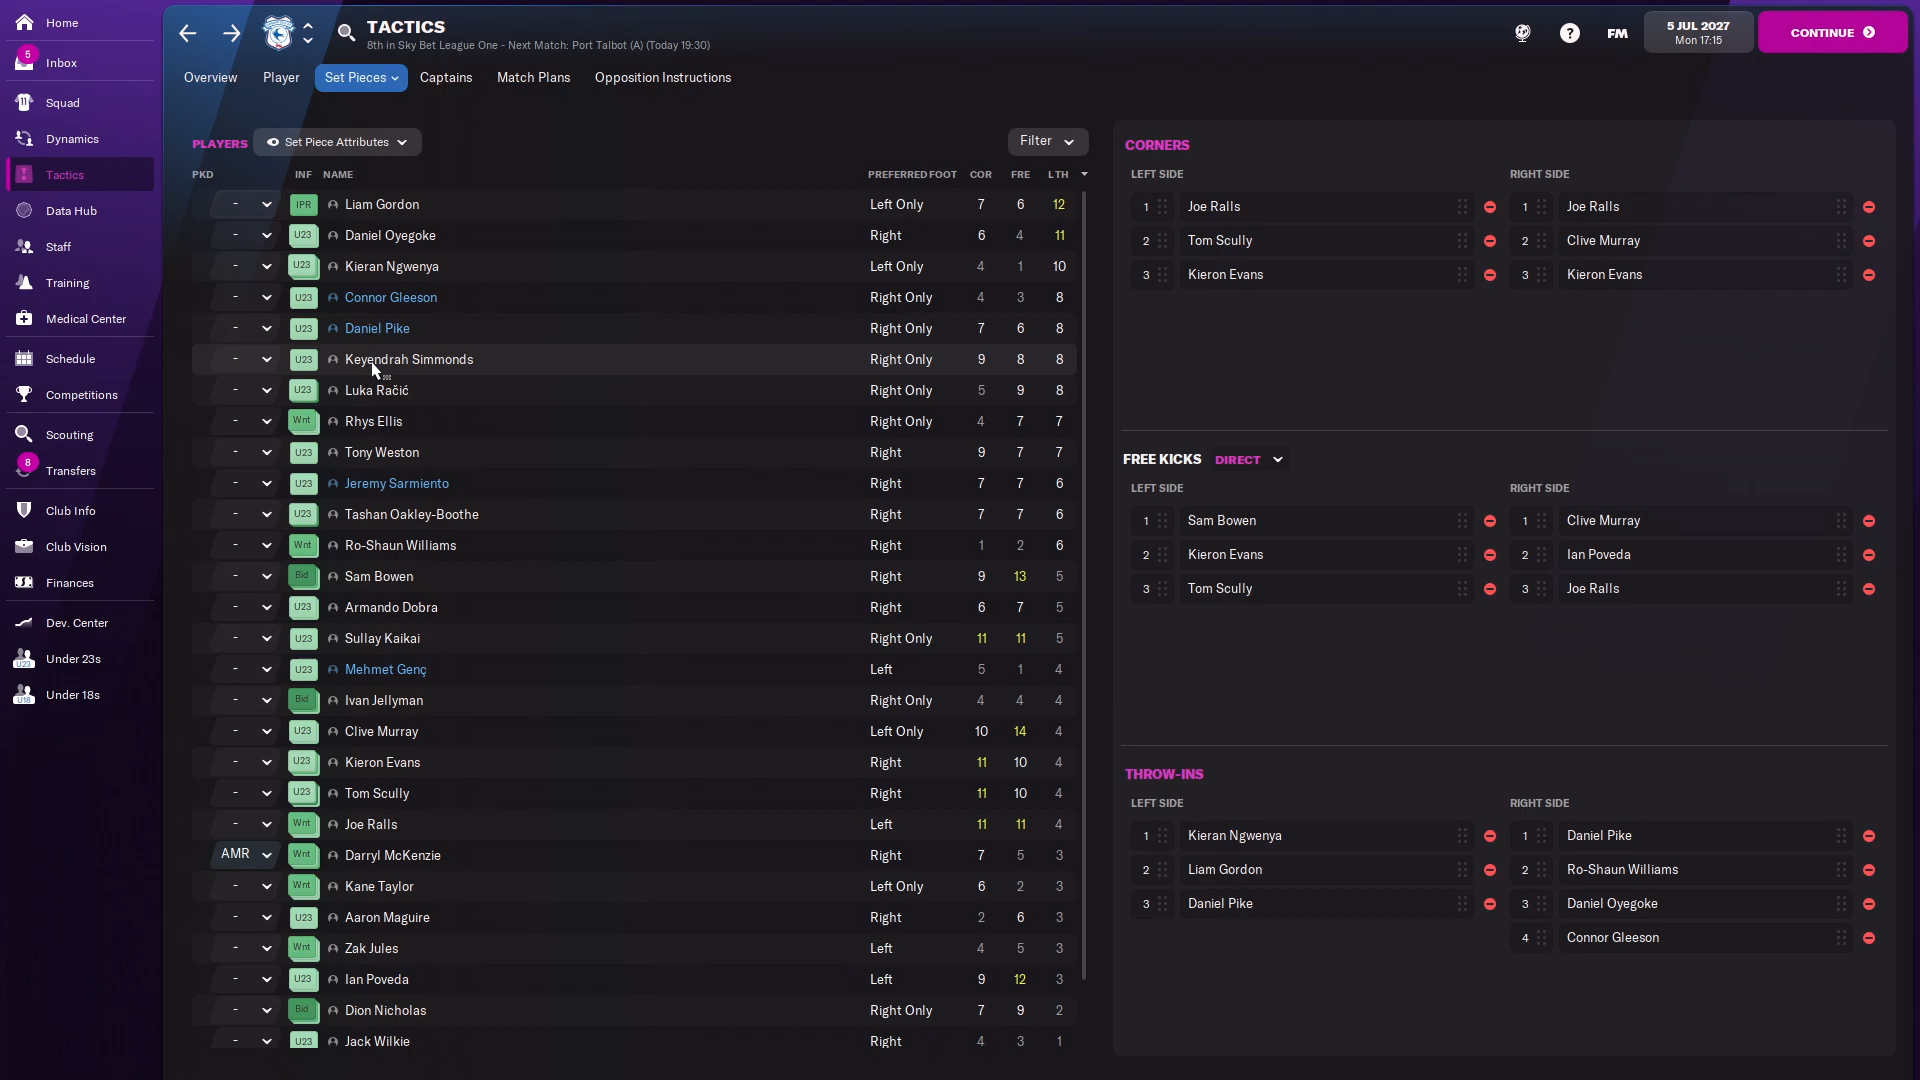 Home
5
Inbox
Squad
Dynamics
Tactics
Data Hub
Staff
Training
Medical Center
Schedule
Competitions
Scouting
8
Transfers
Club Info
Club Vision
Finances
Dev. Center
U23
Under 23s
U18
Under 18s
TACTICS
8th in Sky Bet League One - Next Match: Port Talbot (A) (Today 19:30)
FM
5 JUL 2027
Mon 17:15
CONTINUE
Overview Player Set Pieces Captains Match Plans Opposition Instructions
PLAYERS Set Piece Attributes Filter
PKD INF NAME PREFERRED FOOT COR FRE LTH
- IPR Liam Gordon Left Only 7 6 12
- U23 Daniel Oyegoke Right 6 4 11
- U23 Kieran Ngwenya Left Only 4 1 10
- U23 Connor Gleeson Right Only 4 3 8
- U23 Daniel Pike Right Only 7 6 8
- U23 Keyendrah Simmonds Right Only 9 8 8
- U23 Luka Račić Right Only 5 9 8
- Wnt Rhys Ellis Right Only 4 7 7
- U23 Tony Weston Right 9 7 7
- U23 Jeremy Sarmiento Right 7 7 6
- U23 Tashan Oakley-Boothe Right 7 7 6
- Wnt Ro-Shaun Williams Right 1 2 6
- Bid Sam Bowen Right 9 13 5
- U23 Armando Dobra Right 6 7 5
- U23 Sullay Kaikai Right Only 11 11 5
- U23 Mehmet Genç Left 5 1 4
- Bid Ivan Jellyman Right Only 4 4 4
- U23 Clive Murray Left Only 10 14 4
- U23 Kieron Evans Right 11 10 4
- U23 Tom Scully Right 11 10 4
- Wnt Joe Ralls Left 11 11 4
AMR Wnt Darryl McKenzie Right 7 5 3
- Wnt Kane Taylor Left Only 6 2 3
- U23 Aaron Maguire Right 2 6 3
- Wnt Zak Jules Left 4 5 3
- U23 Ian Poveda Left 9 12 3
- Bid Dion Nicholas Right Only 7 9 2
- U23 Jack Wilkie Right 4 3 1
CORNERS
LEFT SIDE RIGHT SIDE
1 Joe Ralls 1 Joe Ralls
2 Tom Scully 2 Clive Murray
3 Kieron Evans 3 Kieron Evans
FREE KICKS DIRECT
LEFT SIDE RIGHT SIDE
1 Sam Bowen 1 Clive Murray
2 Kieron Evans 2 Ian Poveda
3 Tom Scully 3 Joe Ralls
THROW-INS
LEFT SIDE RIGHT SIDE
1 Kieran Ngwenya 1 Daniel Pike
2 Liam Gordon 2 Ro-Shaun Williams
3 Daniel Pike 3 Daniel Oyegoke
4 Connor Gleeson